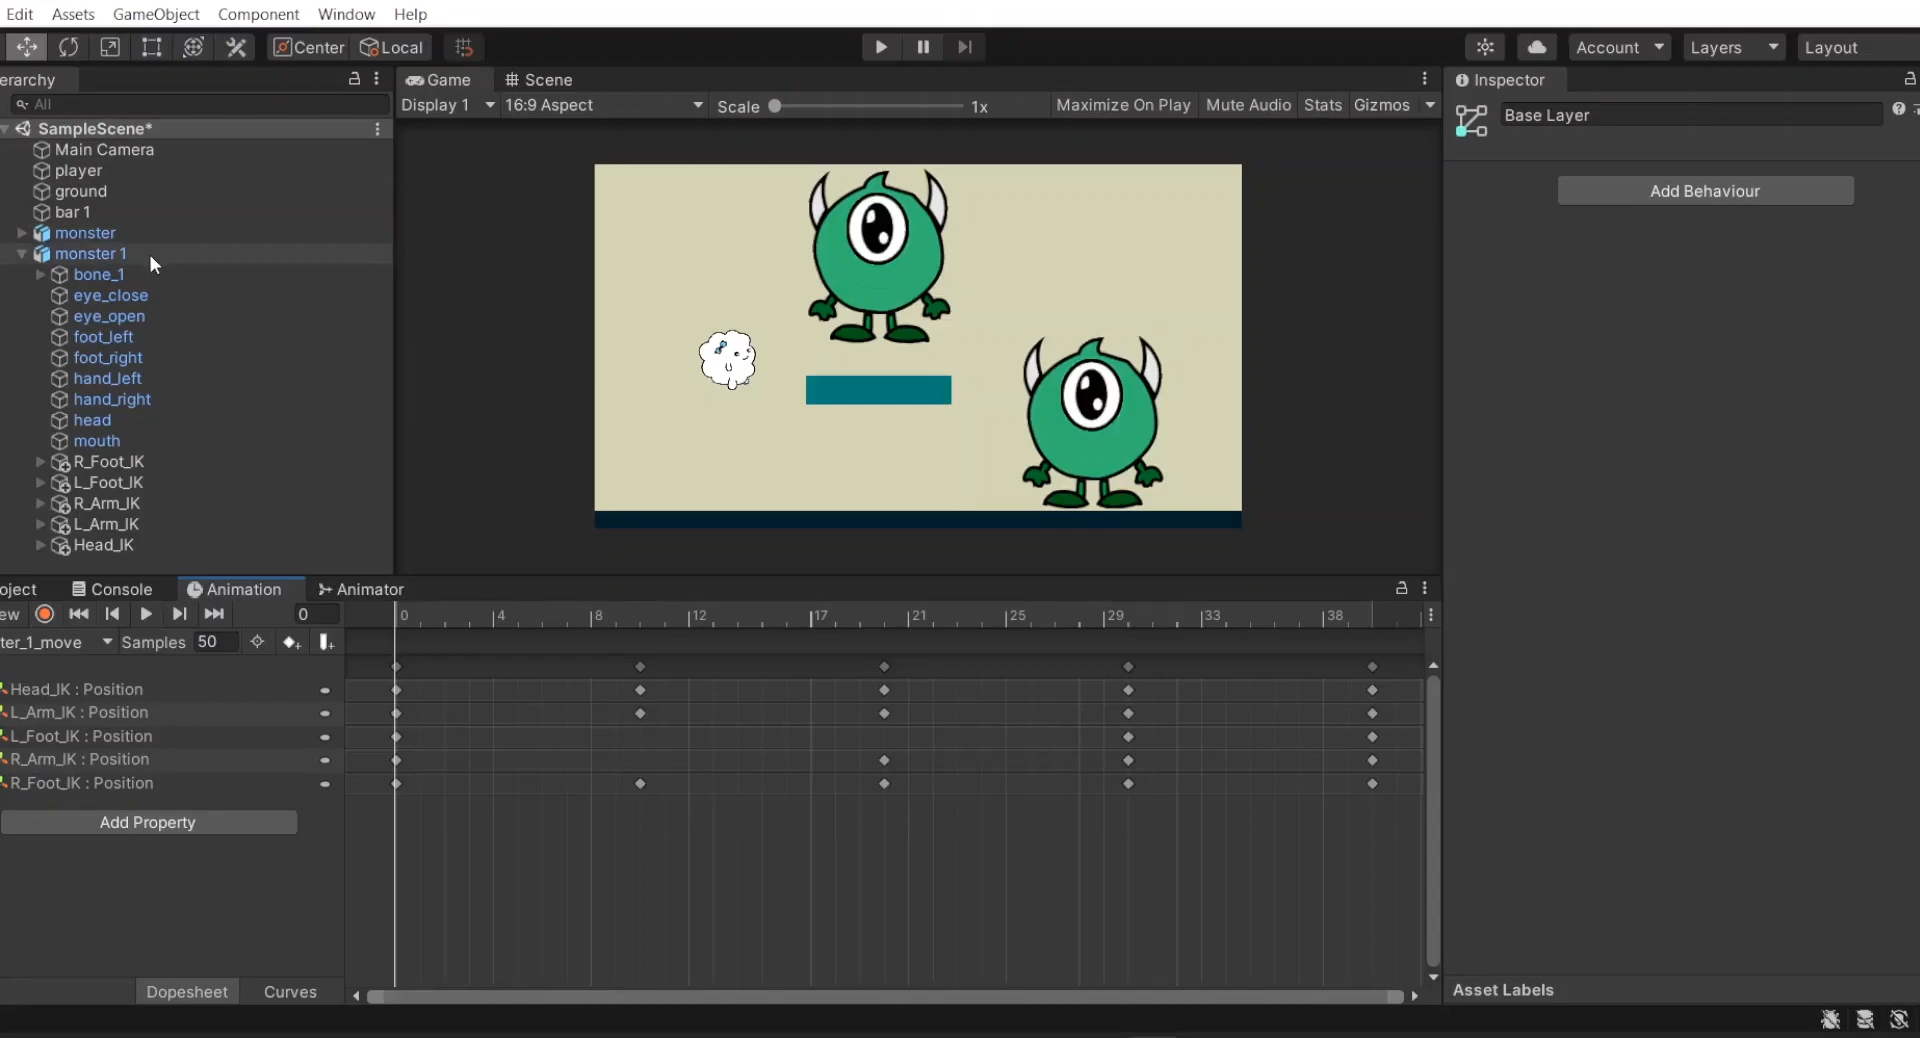 Edit Assets GameObject Component Window Help
Center Local Account Layers Layout
erarchy Game Scene Inspector
All Display 1 16:9 Aspect Scale 1x Maximize On Play Mute Audio Stats Gizmos
Base Layer
SampleScene*
Main Camera
player
ground
bar 1
monster
monster 1
bone_1
eye_close
eye_open
foot_left
foot_right
hand_left
hand_right
head
mouth
R_Foot_IK
L_Foot_IK
R_Arm_IK
L_Arm_IK
Head_IK
Add Behaviour
oject Console Animation Animator
ew 0 0 4 8 12 17 21 25 29 33 38
ter_1_move Samples 50
Head_IK : Position
L_Arm_IK : Position
L_Foot_IK : Position
R_Arm_IK : Position
R_Foot_IK : Position
Add Property
Dopesheet Curves
Asset Labels